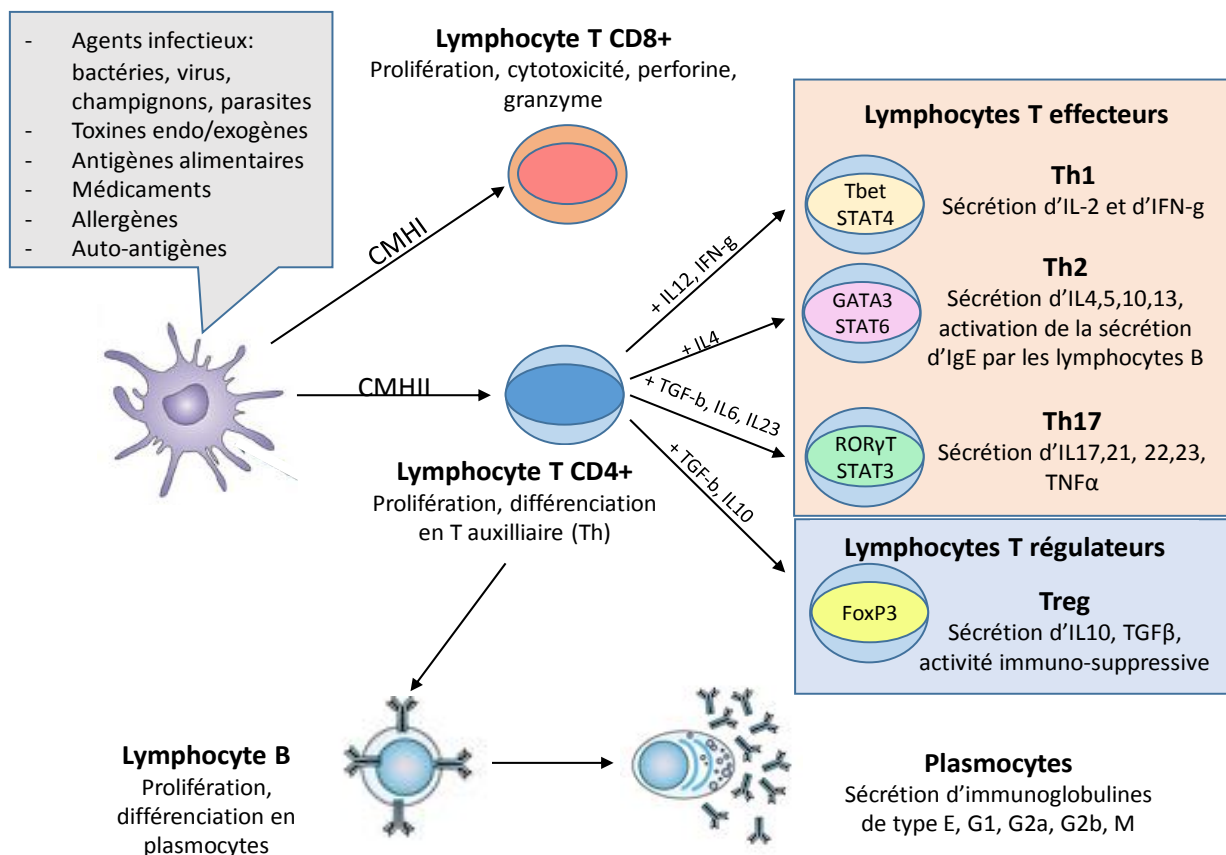 - Agents infectieux:
bactéries, virus,
champignons, parasites
- Toxines endo/exogènes
- Antigènes alimentaires
- Médicaments
- Allergènes
- Auto-antigènes
Lymphocyte T CD8+
Prolifération, cytotoxicité, perforine,
granzyme
CMHI
CMHII
Lymphocyte T CD4+
Prolifération, différenciation
en T auxilliaire (Th)
+ IL12, IFN-g
+ IL4
+ TGF-b, IL6, IL23
+ TGF-b, IL10
Lymphocytes T effecteurs
Tbet
STAT4
Th1
Sécrétion d’IL-2 et d’IFN-g
GATA3
STAT6
Th2
Sécrétion d’IL4,5,10,13,
activation de la sécrétion
d’IgE par les lymphocytes B
RORγT
STAT3
Th17
Sécrétion d’IL17,21, 22,23,
TNFα
Lymphocytes T régulateurs
FoxP3
Treg
Sécrétion d’IL10, TGFβ,
activité immuno-suppressive
Lymphocyte B
Prolifération,
différenciation en
plasmocytes
Plasmocytes
Sécrétion d’immunoglobulines
de type E, G1, G2a, G2b, M